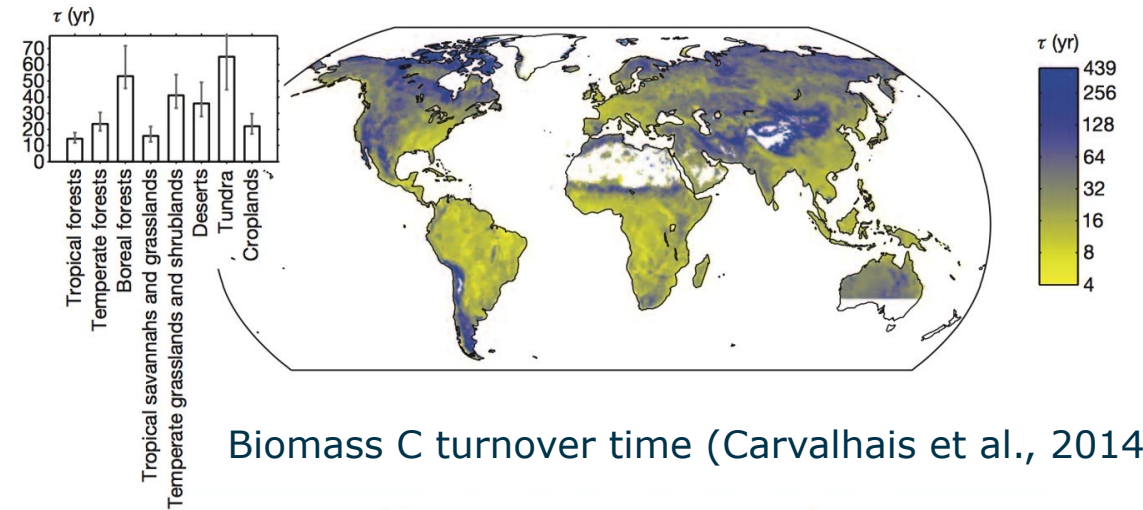 τ (yr)
70
60
50
40
30
20
10
0
Tropical forests
Temperate forests
Boreal forests
Tropical savannahs and grasslands
Temperate grasslands and shrublands
Deserts
Tundra
Croplands
τ (yr)
439
256
128
64
32
16
8
4
Biomass C turnover time (Carvalhais et al., 2014